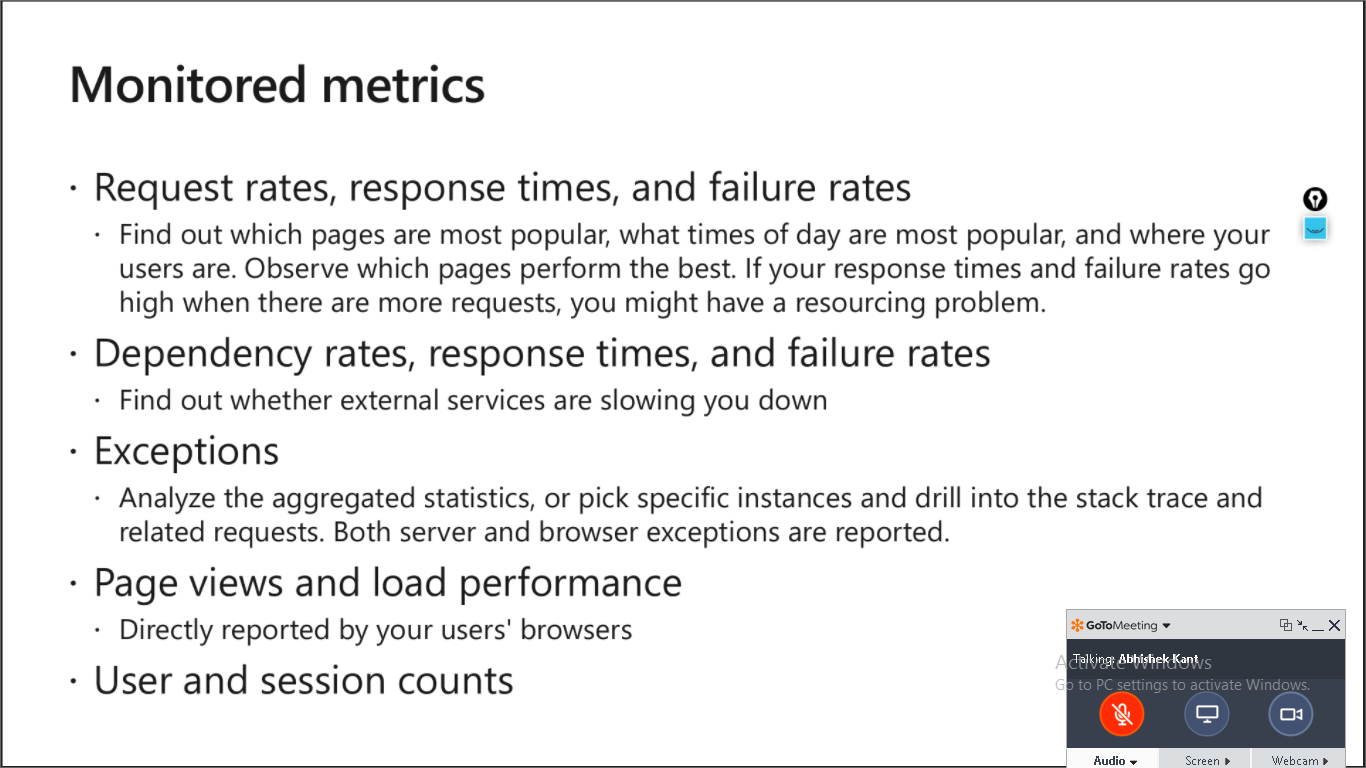 Monitored metrics
· Request rates, response times, and failure rates
· Find out which pages are most popular, what times of day are most popular, and where your
users are. Observe which pages perform the best. If your response times and failure rates go
high when there are more requests, you might have a resourcing problem.
· Dependency rates, response times, and failure rates
· Find out whether external services are slowing you down
· Exceptions
· Analyze the aggregated statistics, or pick specific instances and drill into the stack trace and
related requests. Both server and browser exceptions are reported.
· Page views and load performance
· Directly reported by your users' browsers
· User and session counts
GoToMeeting
Talking: Abhishek Kant
Activate Windows
Go to PC settings to activate Windows.
Audio Screen Webcam